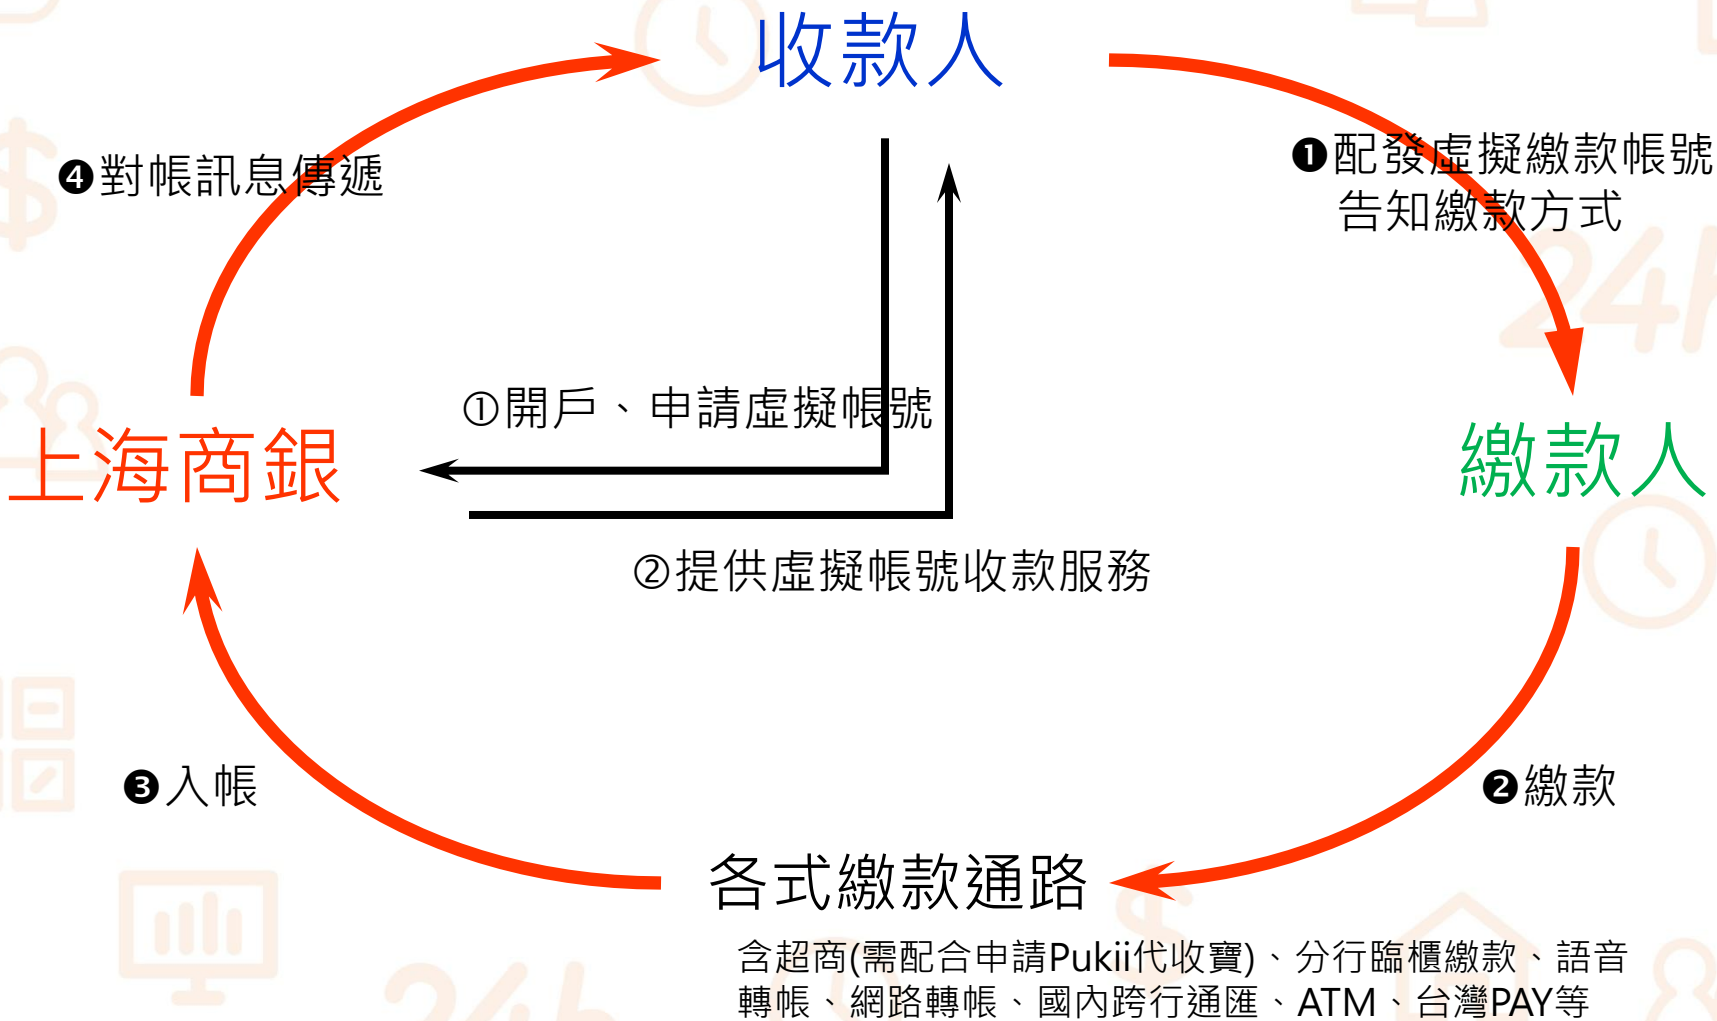 收款人
❹對帳訊息傳遞
❶配發虛擬繳款帳號
告知繳款方式
①開戶、申請虛擬帳號
上海商銀
繳款人
②提供虛擬帳號收款服務
❸入帳
❷繳款
各式繳款通路
含超商(需配合申請Pukii代收寶)、分行臨櫃繳款、語音
轉帳、網路轉帳、國內跨行通匯、ATM、台灣PAY等
24h
24h